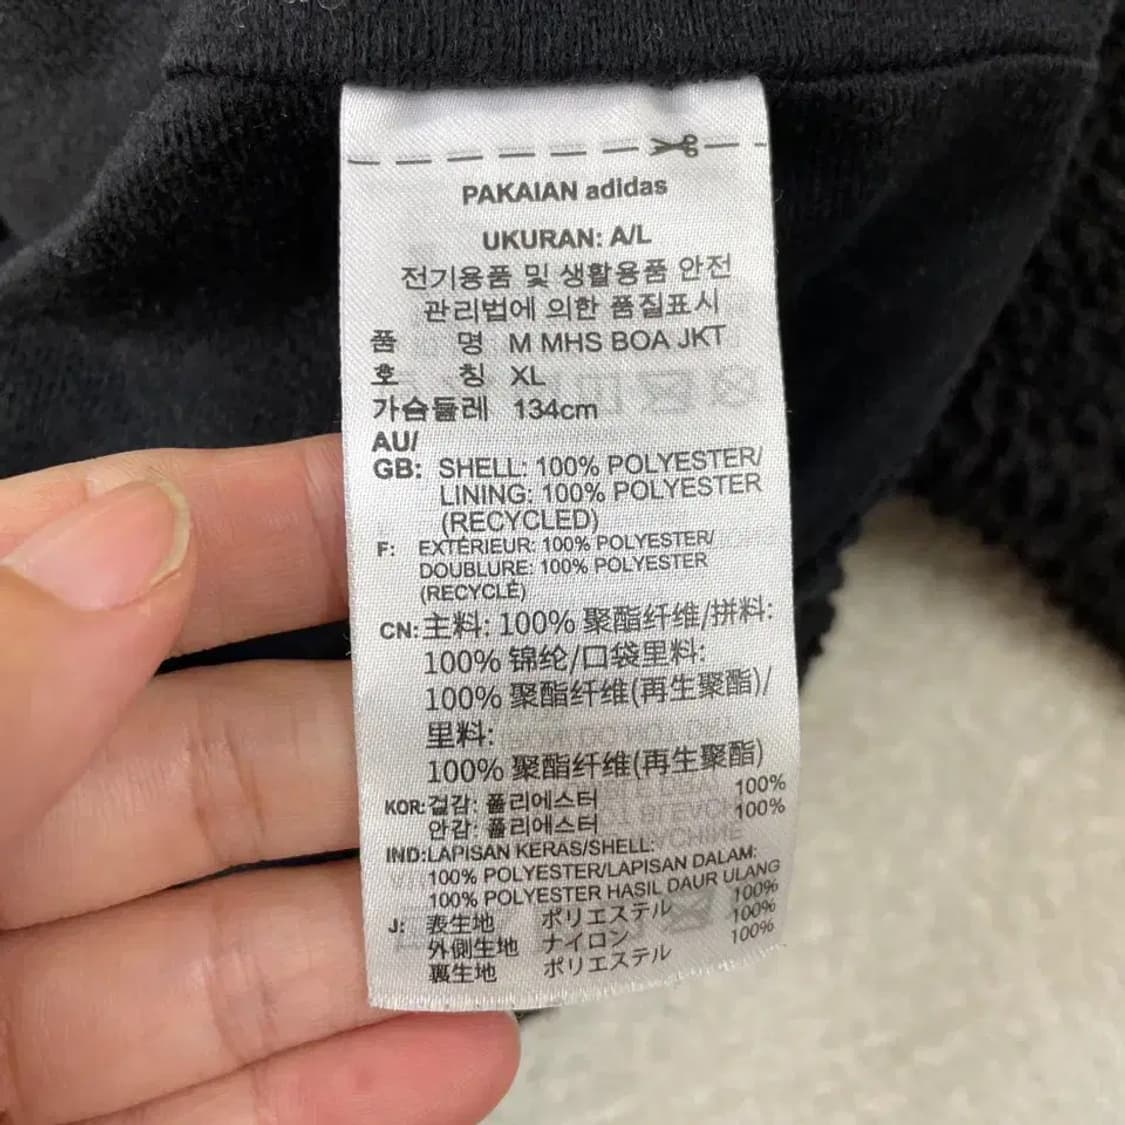 PAKAIAN adidas
UKURAN: A/L
전기용품 및 생활용품 안전
관리법에 의한 품질표시
품 명 M MHS BOA JKT
호 칭 XL
가슴둘레 134cm
AU/
GB: SHELL: 100% POLYESTER/
LINING: 100% POLYESTER
(RECYCLED)
F: EXTÉRIEUR: 100% POLYESTER/
DOUBLURE: 100% POLYESTER
(RECYCLÉ)
CN: 主料: 100% 聚酯纤维/拼料:
100% 锦纶/口袋里料:
100% 聚酯纤维(再生聚酯)/
里料:
100% 聚酯纤维(再生聚酯)
KOR: 겉감: 폴리에스터 100%
안감: 폴리에스터 100%
IND: LAPISAN KERAS/SHELL:
100% POLYESTER/LAPISAN DALAM:
100% POLYESTER HASIL DAUR ULANG
J: 表生地 ポリエステル 100%
外側生地 ナイロン 100%
裏生地 ポリエステル 100%